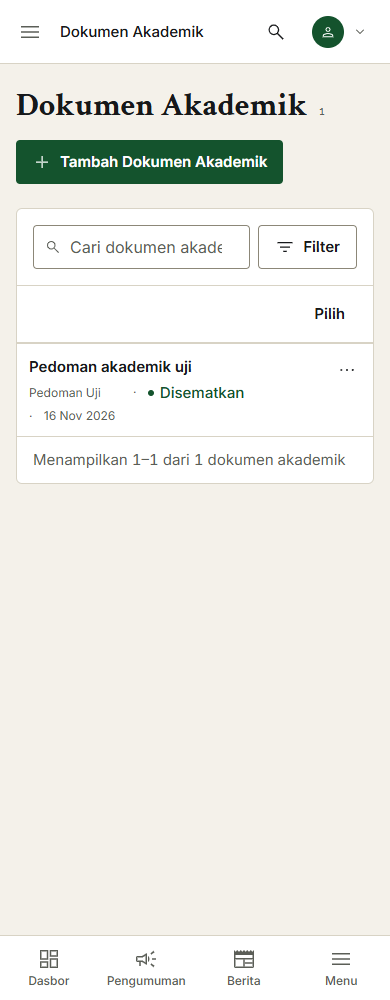 Dokumen Akademik
Dokumen Akademik 1
+ Tambah Dokumen Akademik
Cari dokumen akade
Filter
Pilih
Pedoman akademik uji
...
Pedoman Uji · • Disematkan
· 16 Nov 2026
Menampilkan 1–1 dari 1 dokumen akademik
Dasbor Pengumuman Berita Menu